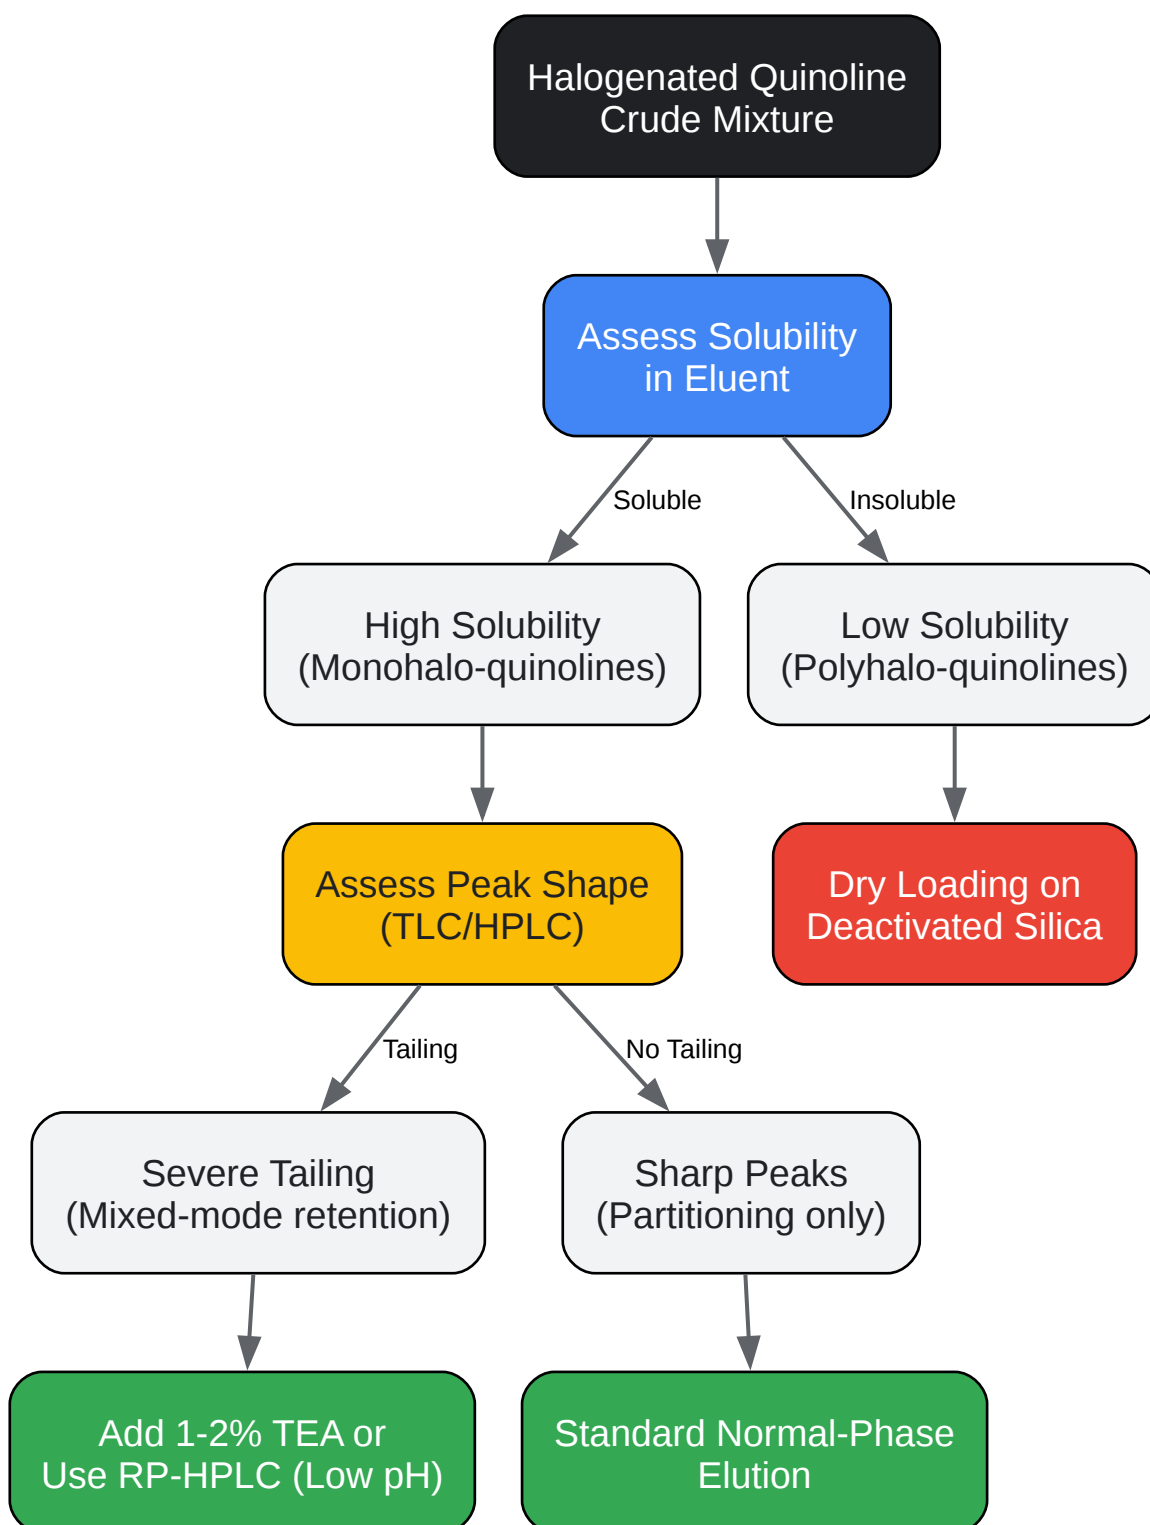 Halogenated Quinoline
Crude Mixture
Assess Solubility
in Eluent
Soluble
Insoluble
High Solubility
(Monohalo-quinolines)
Low Solubility
(Polyhalo-quinolines)
Assess Peak Shape
(TLC/HPLC)
Dry Loading on
Deactivated Silica
Tailing
No Tailing
Severe Tailing
(Mixed-mode retention)
Sharp Peaks
(Partitioning only)
Add 1-2% TEA or
Use RP-HPLC (Low pH)
Standard Normal-Phase
Elution